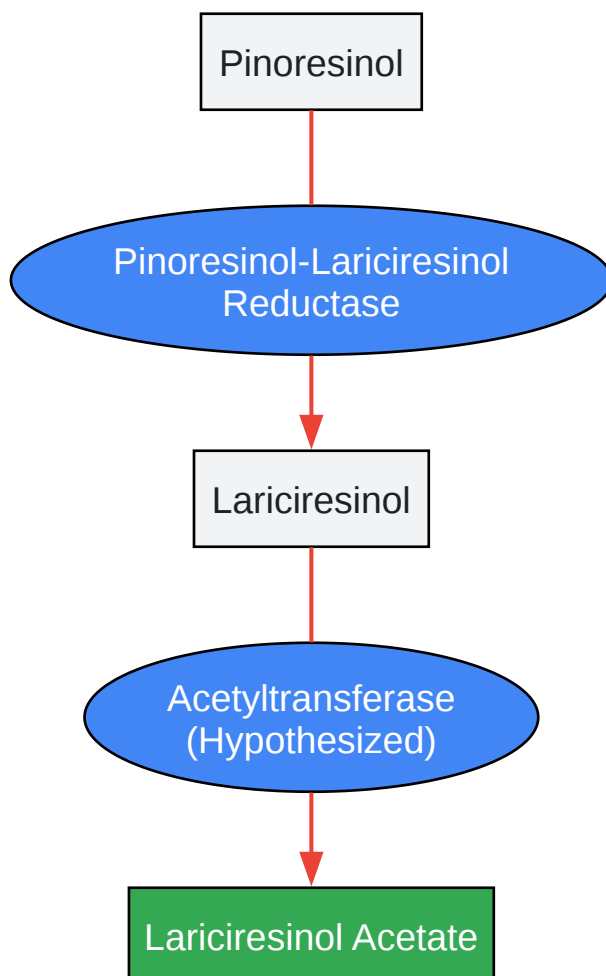 Pinoresinol
Pinoresinol-Lariciresinol
Reductase
Lariciresinol
Acetyltransferase
(Hypothesized)
Lariciresinol Acetate